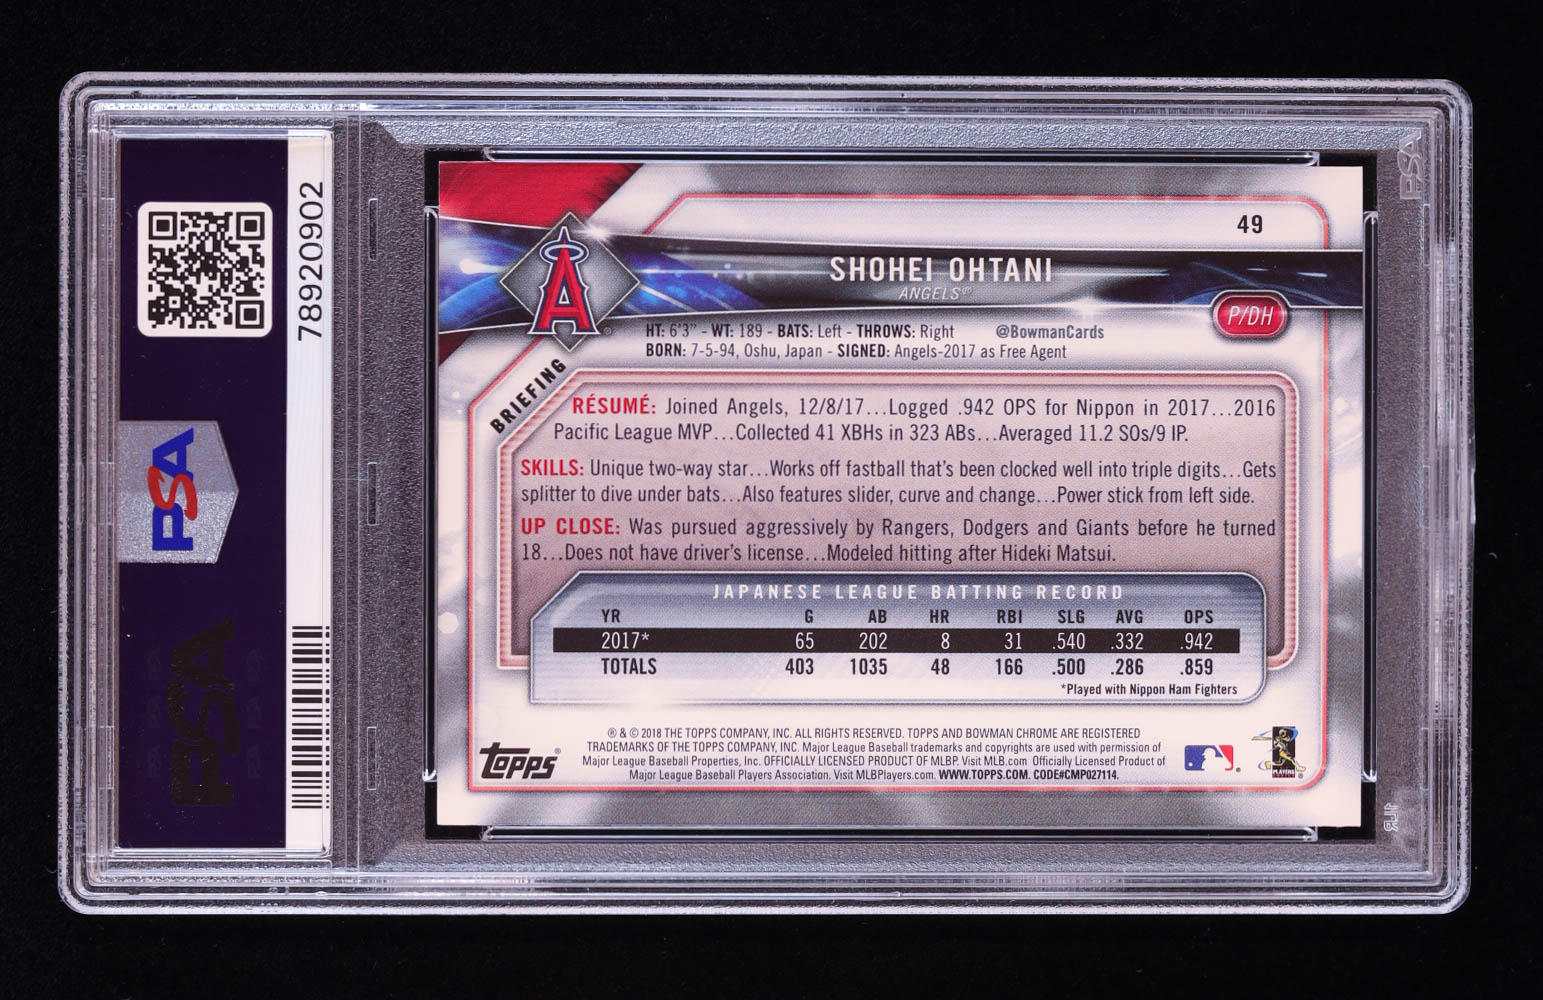 78920902
PSA
PSA
PSA
49
SHOHEI OHTANI
ANGELS®
P/DH
HT: 6'3" - WT: 189 - BATS: Left - THROWS: Right @BowmanCards
BORN: 7-5-94, Oshu, Japan - SIGNED: Angels-2017 as Free Agent
BRIEFING
RÉSUMÉ: Joined Angels, 12/8/17...Logged .942 OPS for Nippon in 2017...2016
Pacific League MVP...Collected 41 XBHs in 323 ABs...Averaged 11.2 SOs/9 IP.
SKILLS: Unique two-way star...Works off fastball that's been clocked well into triple digits...Gets
splitter to dive under bats...Also features slider, curve and change...Power stick from left side.
UP CLOSE: Was pursued aggressively by Rangers, Dodgers and Giants before he turned
18...Does not have driver's license...Modeled hitting after Hideki Matsui.
JAPANESE LEAGUE BATTING RECORD
YR G AB HR RBI SLG AVG OPS
2017* 65 202 8 31 .540 .332 .942
TOTALS 403 1035 48 166 .500 .286 .859
*Played with Nippon Ham Fighters
® & © 2018 THE TOPPS COMPANY, INC. ALL RIGHTS RESERVED. TOPPS AND BOWMAN CHROME ARE REGISTERED
TRADEMARKS OF THE TOPPS COMPANY, INC. Major League Baseball trademarks and copyrights are used with permission of
Major League Baseball Properties, Inc. OFFICIALLY LICENSED PRODUCT OF MLBP. Visit MLB.com Officially Licensed Product of
Major League Baseball Players Association. Visit MLBPlayers.com. WWW.TOPPS.COM. CODE#CMP027114.
Topps®
PLAYERS